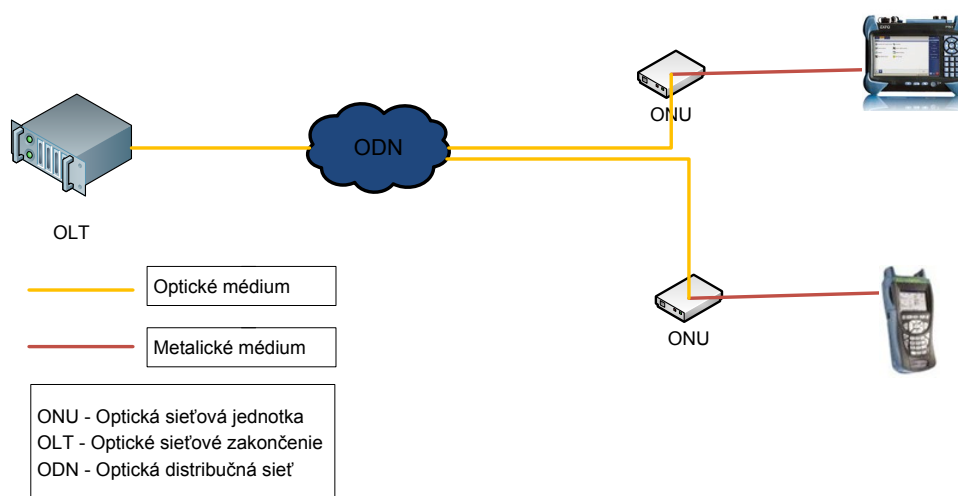 ONU
ODN
OLT
ONU
Optické médium
Metalické médium
ONU - Optická sieťová jednotka
OLT - Optické sieťové zakončenie
ODN - Optická distribučná sieť